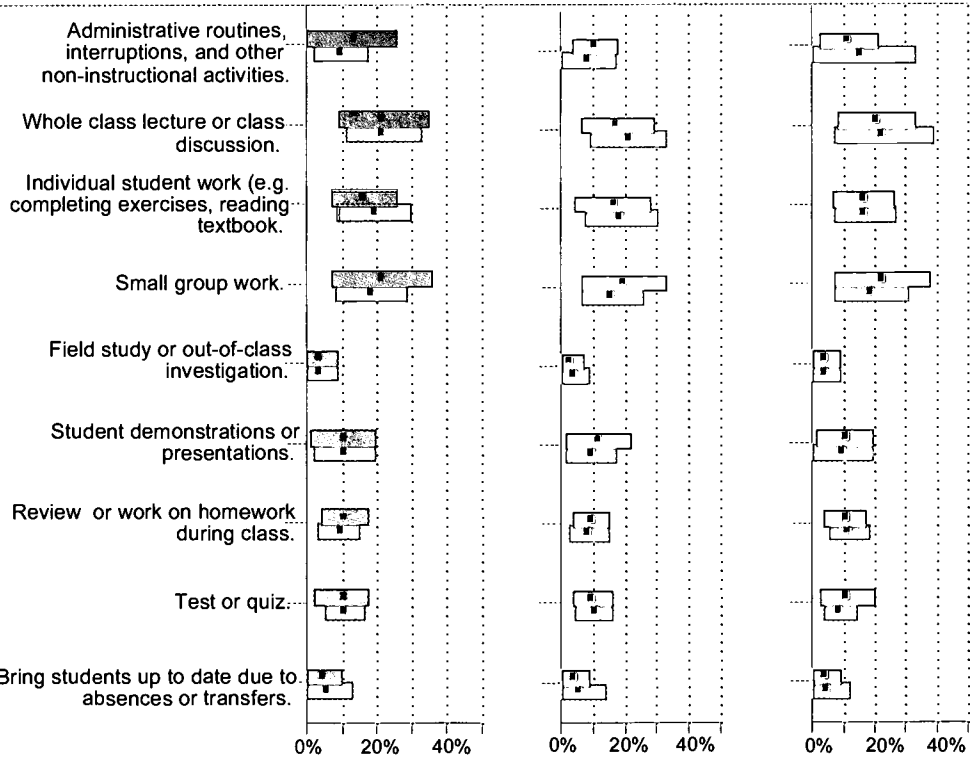 Administrative routines,
interruptions, and other
non-instructional activities.
Whole class lecture or class
discussion.
Individual student work (e.g.
completing exercises, reading
textbook.
Small group work.
Field study or out-of-class
investigation.
Student demonstrations or
presentations.
Review or work on homework
during class.
Test or quiz.
Bring students up to date due to
absences or transfers.
0% 20% 40% 0% 20% 40% 0% 20% 40%